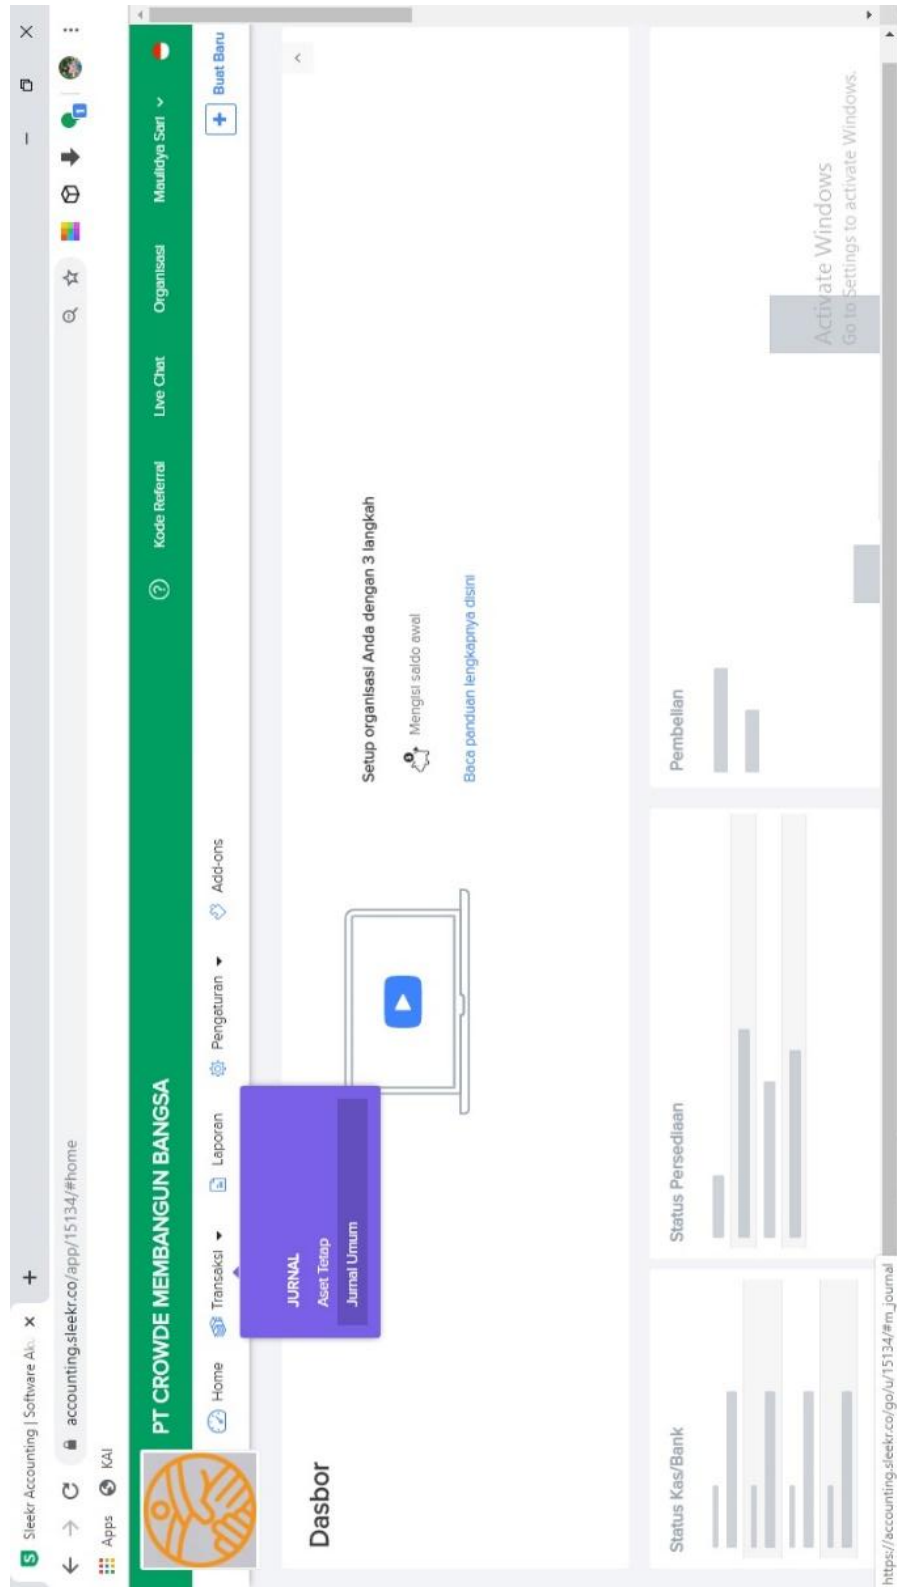 Sleekr Accounting | Software Ak
accounting.sleekr.co/app/15134/#home
Apps KAI
PT CROWDE MEMBANGUN BANGSA
? Kode Referral Live Chat Organisasi Maulidya Sari
Home Transaksi Laporan Pengaturan Add-ons + Buat Baru
JURNAL
Aset Tetap
Jurnal Umum
Dasbor
Setup organisasi Anda dengan 3 langkah
Mengisi saldo awal
Baca panduan lengkapnya disini
Status Kas/Bank
Status Persediaan
Pembelian
Activate Windows
Go to Settings to activate Windows.
https://accounting.sleekr.co/go/u/15134/#m_journal